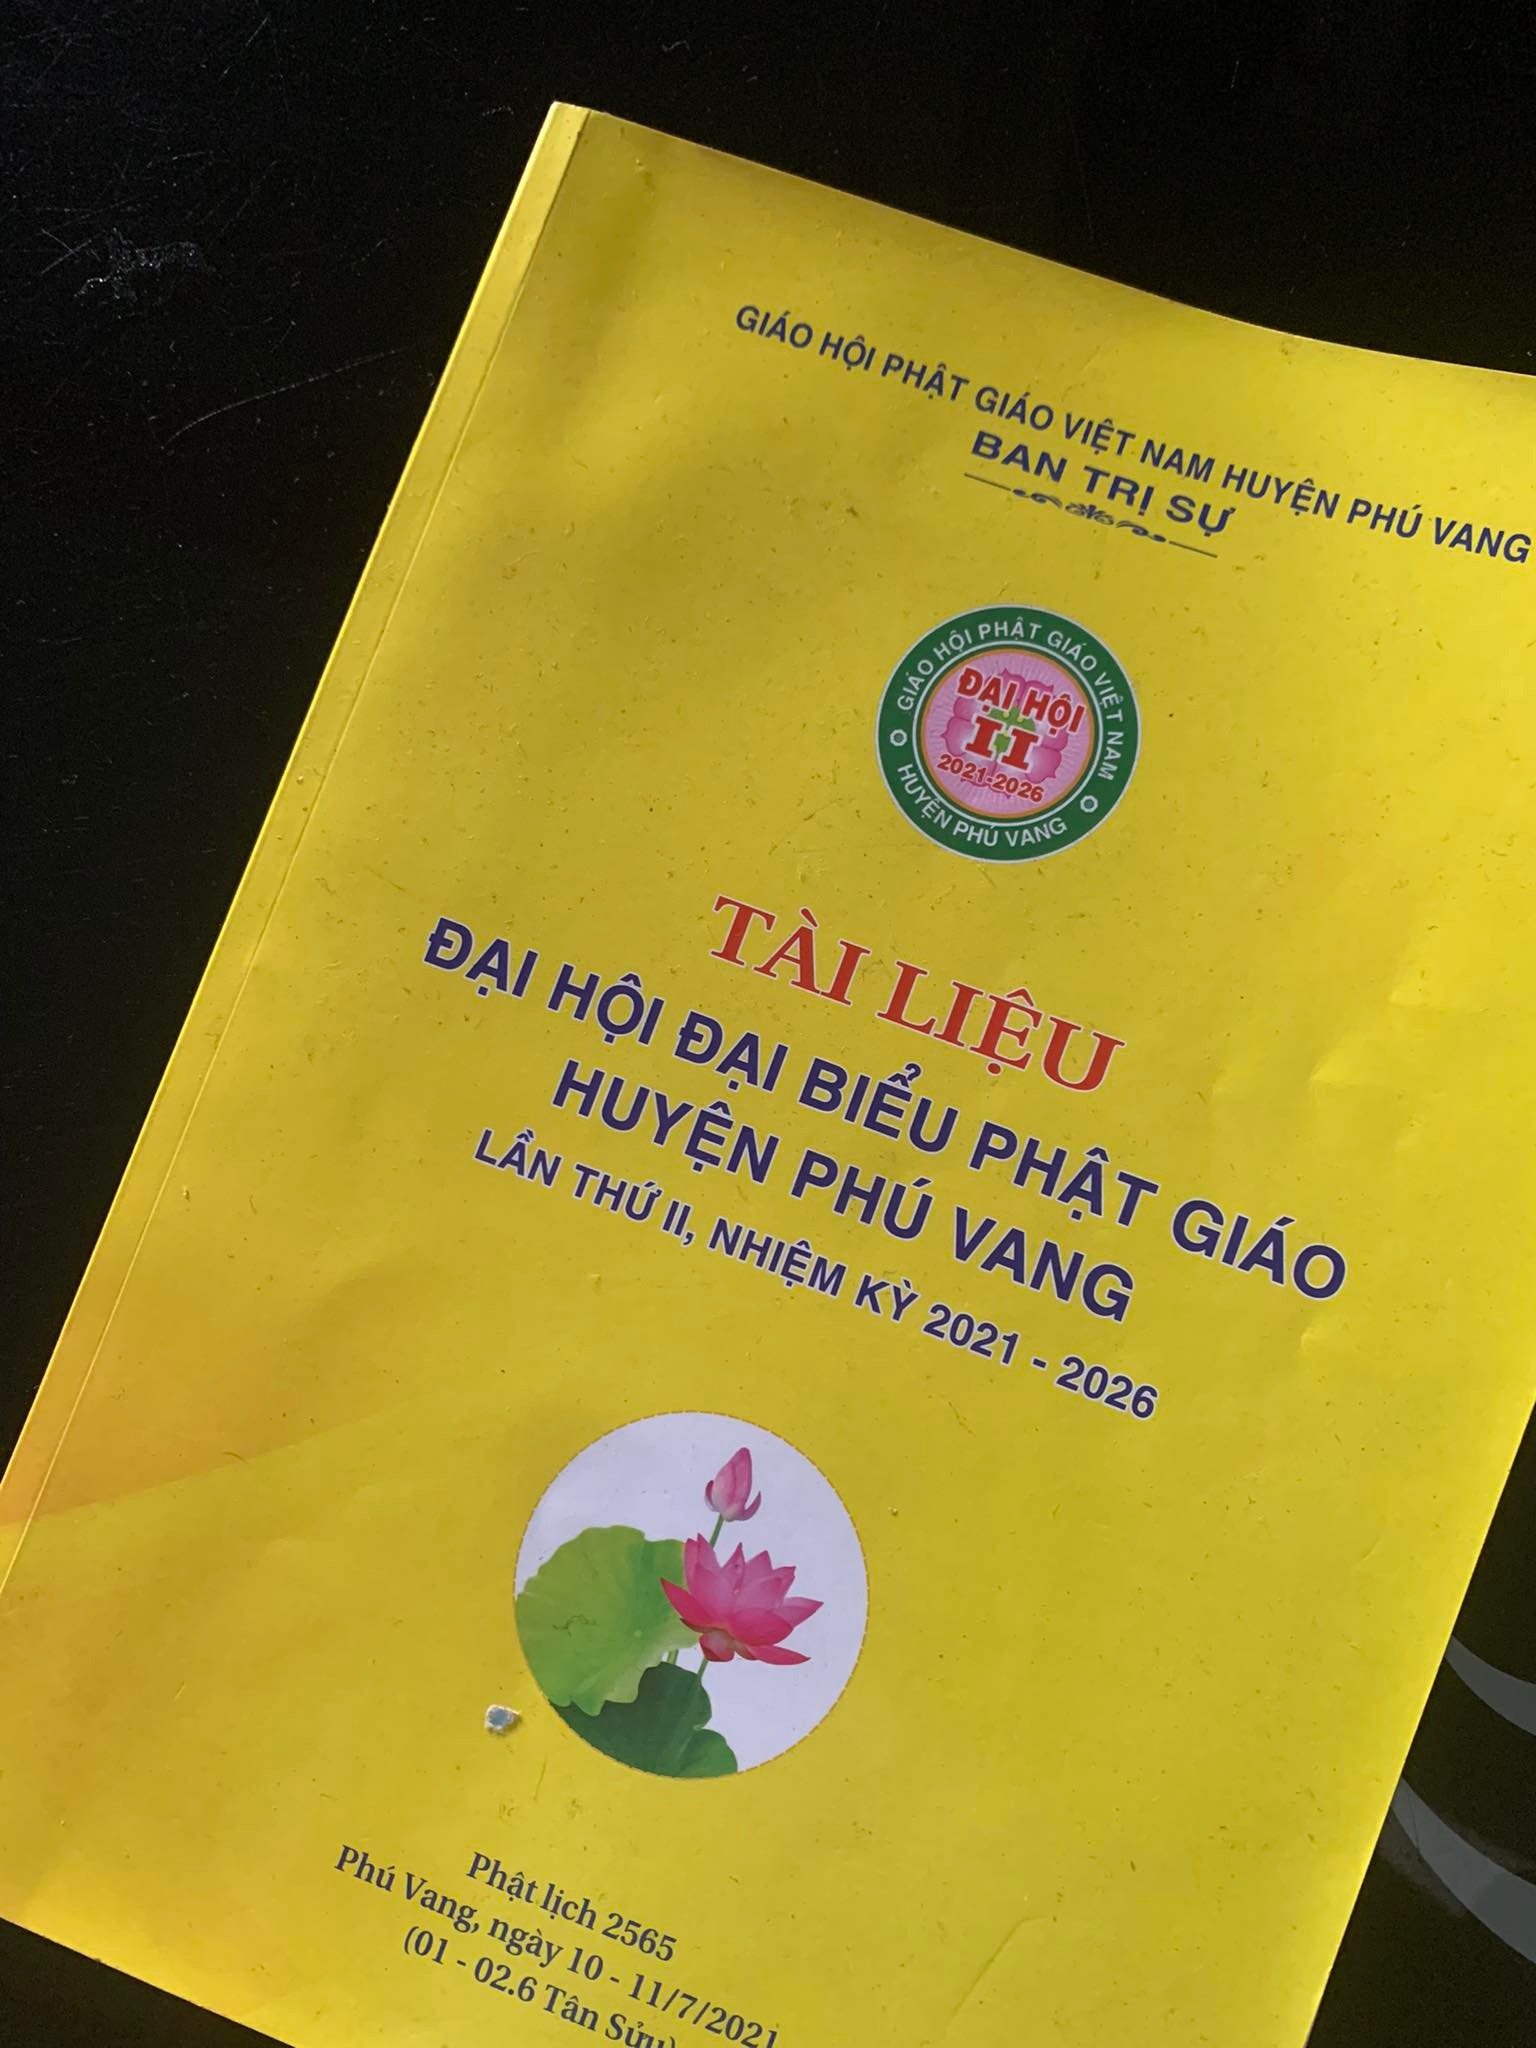 GIÁO HỘI PHẬT GIÁO VIỆT NAM HUYỆN PHÚ VANG
BAN TRỊ SỰ
GIÁO HỘI PHẬT GIÁO VIỆT NAM
ĐẠI HỘI
II
2021-2026
HUYỆN PHÚ VANG
TÀI LIỆU
ĐẠI HỘI ĐẠI BIỂU PHẬT GIÁO
HUYỆN PHÚ VANG
LẦN THỨ II, NHIỆM KỲ 2021 - 2026
Phật lịch 2565
Phú Vang, ngày 10 - 11/7/2021
(01 - 02.6 Tân Sửu)